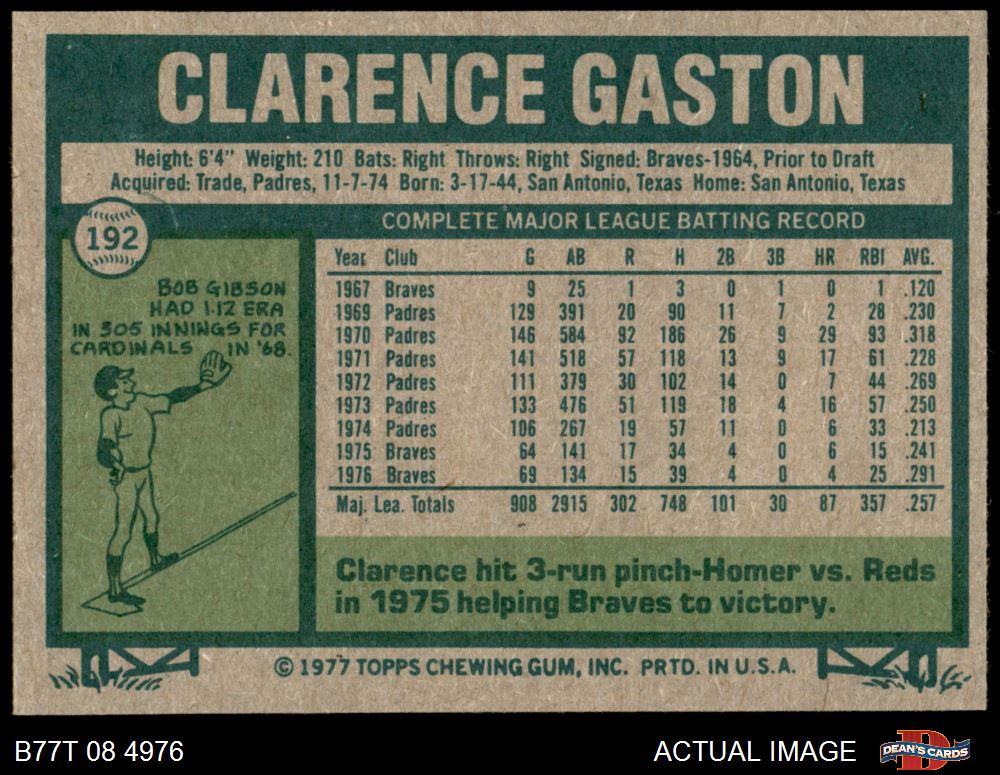 CLARENCE GASTON
Height: 6'4" Weight: 210 Bats: Right Throws: Right Signed: Braves-1964, Prior to Draft
Acquired: Trade, Padres, 11-7-74 Born: 3-17-44, San Antonio, Texas Home: San Antonio, Texas
192
COMPLETE MAJOR LEAGUE BATTING RECORD
BOB GIBSON
HAD 1.12 ERA
IN 305 INNINGS FOR
CARDINALS IN '68.
Year Club G AB R H 2B 3B HR RBI AVG.
1967 Braves 9 25 1 3 0 1 0 1 .120
1969 Padres 129 391 20 90 11 7 2 28 .230
1970 Padres 146 584 92 186 26 9 29 93 .318
1971 Padres 141 518 57 118 13 9 17 61 .228
1972 Padres 111 379 30 102 14 0 7 44 .269
1973 Padres 133 476 51 119 18 4 16 57 .250
1974 Padres 106 267 19 57 11 0 6 33 .213
1975 Braves 64 141 17 34 4 0 6 15 .241
1976 Braves 69 134 15 39 4 0 4 25 .291
Maj. Lea. Totals 908 2915 302 748 101 30 87 357 .257
Clarence hit 3-run pinch-Homer vs. Reds
in 1975 helping Braves to victory.
© 1977 TOPPS CHEWING GUM, INC. PRTD. IN U.S.A.
B77T 08 4976
ACTUAL IMAGE
D
DEAN'S CARDS